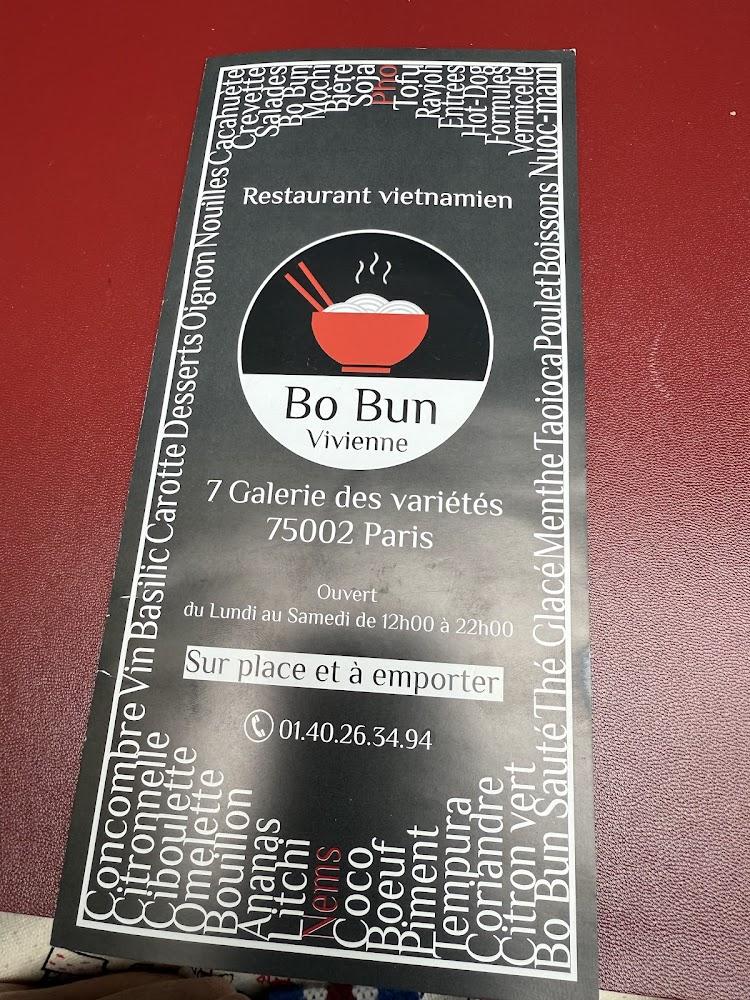 Cacahuète
Crevette
Salades
Bo Bun
Mochi
Bière
Soja
Pho
Tofu
Ravioli
Entrées
Hot-Dog
Formules
Vermicelle
Nuoc-mam
Restaurant vietnamien
Bo Bun
Vivienne
7 Galerie des variétés
75002 Paris
Ouvert
du Lundi au Samedi de 12h00 à 22h00
Sur place et à emporter
01.40.26.34.94
Nouilles
Oignon
Desserts
Carotte
Basilic
Vin
Concombre
Citronnelle
Ciboulette
Omelette
Bouillon
Ananas
Litchi
Nems
Coco
Boeuf
Piment
Tempura
Coriandre
Citron vert
Bo Bun Sauté
Thé Glacé
Menthe
Taoioca
Poulet
Boissons